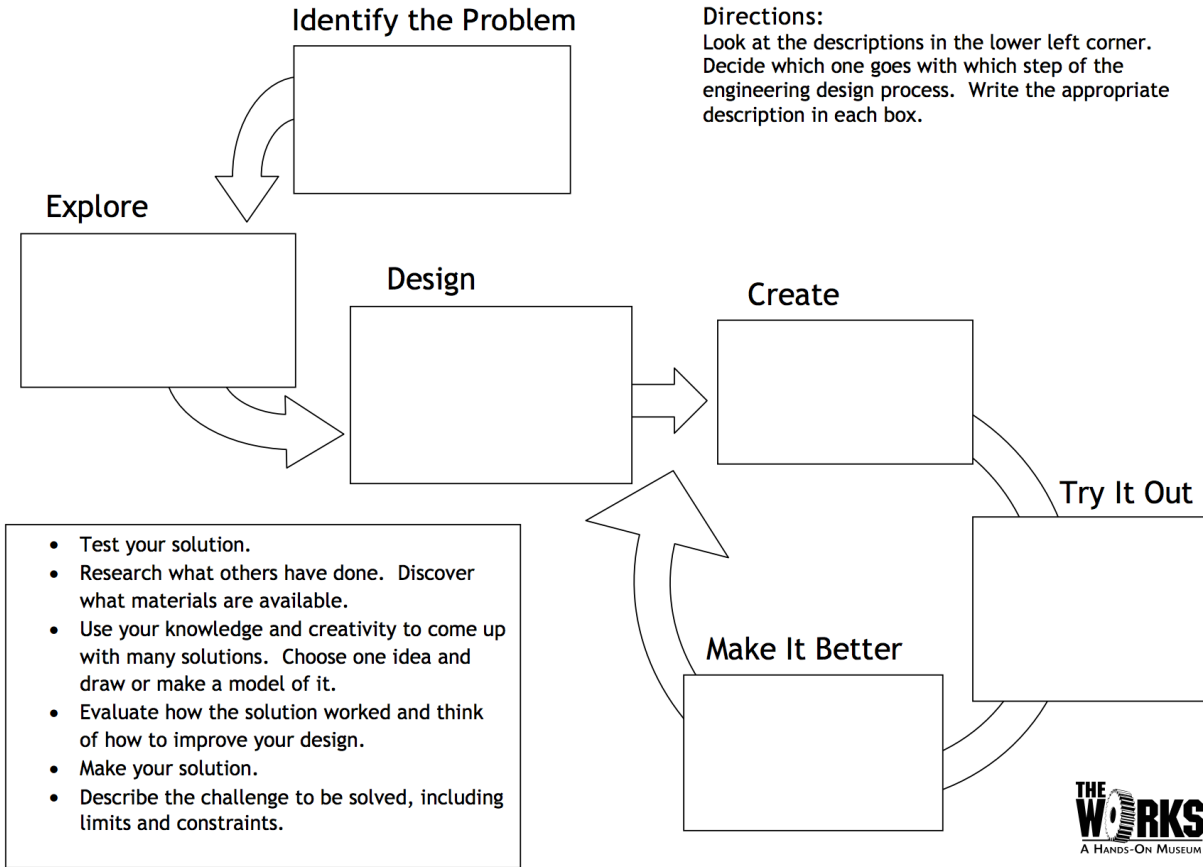 Identify the Problem
Directions:
Look at the descriptions in the lower left corner.
Decide which one goes with which step of the
engineering design process.  Write the appropriate
description in each box.
Explore
Design
Create
Try It Out
Make It Better
• Test your solution.
• Research what others have done.  Discover
what materials are available.
• Use your knowledge and creativity to come up
with many solutions.  Choose one idea and
draw or make a model of it.
• Evaluate how the solution worked and think
of how to improve your design.
• Make your solution.
• Describe the challenge to be solved, including
limits and constraints.
THE
WORKS
A HANDS-ON MUSEUM